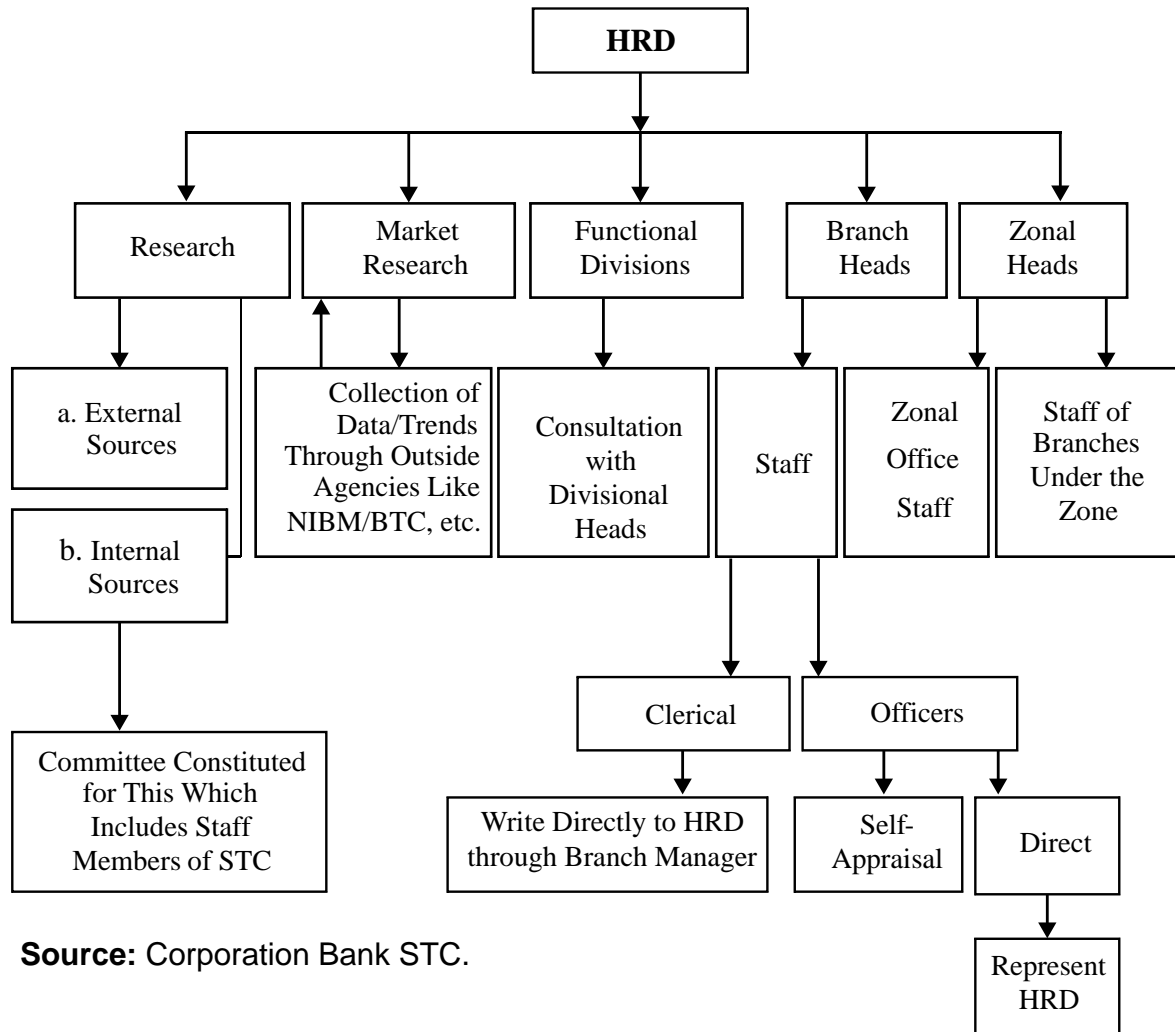 HRD
Research
Market
Research
Functional
Divisions
Branch
Heads
Zonal
Heads
a. External
Sources
b. Internal
Sources
Collection of
Data/Trends
Through Outside
Agencies Like
NIBM/BTC, etc.
Consultation
with
Divisional
Heads
Staff
Zonal
Office
Staff
Staff of
Branches
Under the
Zone
Clerical
Officers
Committee Constituted
for This Which
Includes Staff
Members of STC
Write Directly to HRD
through Branch Manager
Self-
Appraisal
Direct
Represent
HRD
Source: Corporation Bank STC.